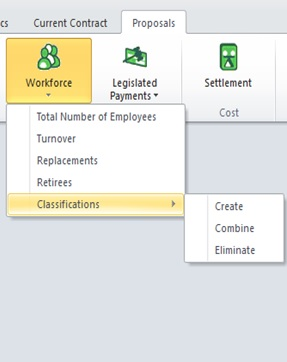 cs Current Contract Proposals
Workforce
Legislated
Payments
Settlement
Cost
Total Number of Employees
Turnover
Replacements
Retirees
Classifications
Create
Combine
Eliminate